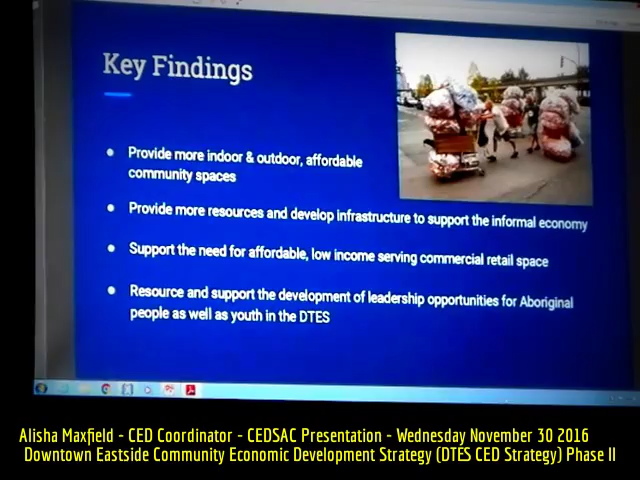 Key Findings
Provide more indoor & outdoor, affordable
community spaces
Provide more resources and develop infrastructure to support the informal economy
Support the need for affordable, low income serving commercial retail space
Resource and support the development of leadership opportunities for Aboriginal
people as well as youth in the DTES
Alisha Maxfield - CED Coordinator - CEDSAC Presentation - Wednesday November 30 2016
Downtown Eastside Community Economic Development Strategy (DTES CED Strategy) Phase II